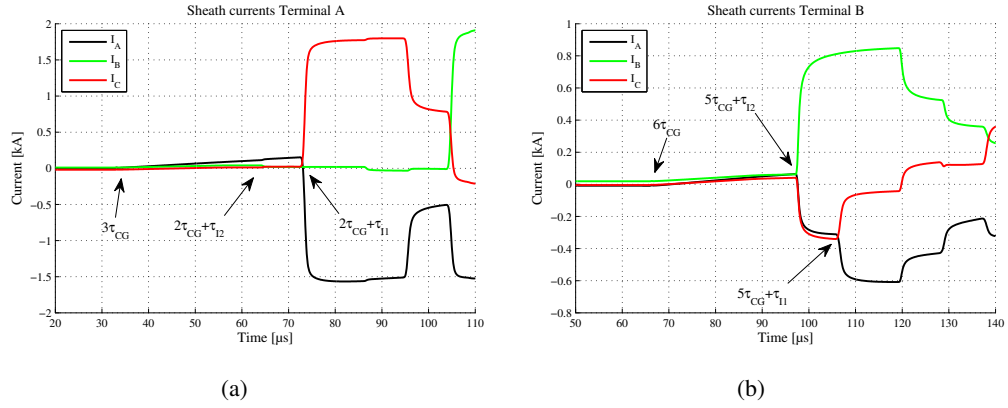 Sheath currents Terminal A
I_A
I_B
I_C
2
1.5
1
0.5
0
−0.5
−1
−1.5
−2
Current [kA]
3τ_CG
2τ_CG+τ_I2
2τ_CG+τ_I1
20 30 40 50 60 70 80 90 100 110
Time [µs]
(a)
Sheath currents Terminal B
I_A
I_B
I_C
1
0.8
0.6
0.4
0.2
0
−0.2
−0.4
−0.6
−0.8
Current [kA]
6τ_CG
5τ_CG+τ_I2
5τ_CG+τ_I1
50 60 70 80 90 100 110 120 130 140
Time [µs]
(b)